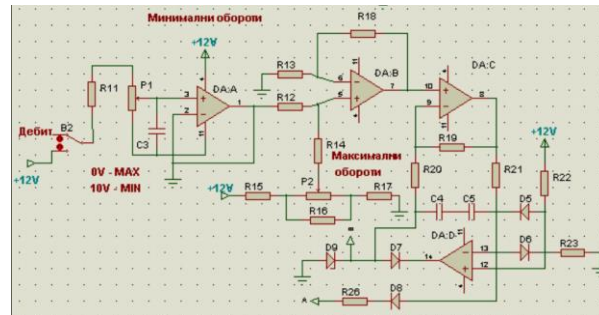 Минимални обороти
+12V
R18
R11
P1
R13
DA:A
DA:B
DA:C
R12
Дебит
B2
C3
R14
R19
+12V
+12V
0V - MAX
10V - MIN
Максимални
обороти
R20
R21
R22
+12V
R15
P2
R17
R16
C4
C5
D5
D9
D7
DA:D
D6
R23
A
R26
D8